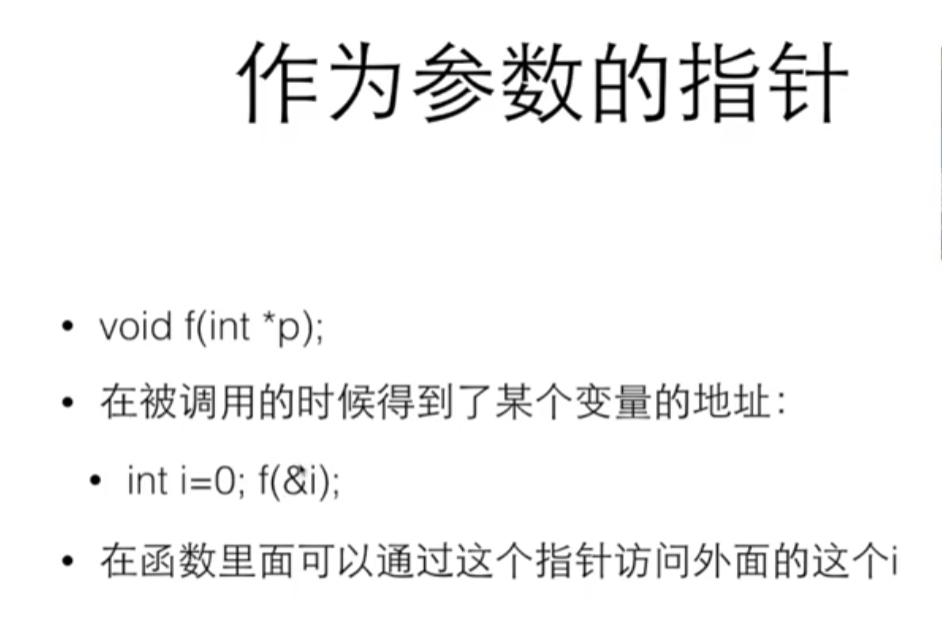 作为参数的指针
• void f(int *p);
• 在被调用的时候得到了某个变量的地址：
• int i=0; f(&i);
• 在函数里面可以通过这个指针访问外面的这个i